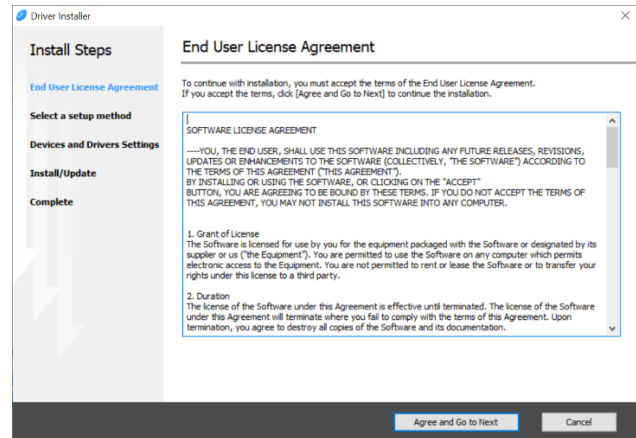 Driver Installer
Install Steps
End User License Agreement
Select a setup method
Devices and Drivers Settings
Install/Update
Complete
End User License Agreement
To continue with installation, you must accept the terms of the End User License Agreement.
If you accept the terms, click [Agree and Go to Next] to continue the installation.
SOFTWARE LICENSE AGREEMENT
----YOU, THE END USER, SHALL USE THIS SOFTWARE INCLUDING ANY FUTURE RELEASES, REVISIONS,
UPDATES OR ENHANCEMENTS TO THE SOFTWARE (COLLECTIVELY, "THE SOFTWARE") ACCORDING TO
THE TERMS OF THIS AGREEMENT ("THIS AGREEMENT").
BY INSTALLING OR USING THE SOFTWARE, OR CLICKING ON THE "ACCEPT"
BUTTON, YOU ARE AGREEING TO BE BOUND BY THESE TERMS. IF YOU DO NOT ACCEPT THE TERMS OF
THIS AGREEMENT, YOU MAY NOT INSTALL THIS SOFTWARE INTO ANY COMPUTER.
1. Grant of License
The Software is licensed for use by you for the equipment packaged with the Software or designated by its
supplier or us ("the Equipment"). You are permitted to use the Software on any computer which permits
electronic access to the Equipment. You are not permitted to rent or lease the Software or to transfer your
rights under this license to a third party.
2. Duration
The license of the Software under this Agreement is effective until terminated. The license of the Software
under this Agreement will terminate where you fail to comply with the terms of this Agreement. Upon
termination, you agree to destroy all copies of the Software and its documentation.
Agree and Go to Next
Cancel